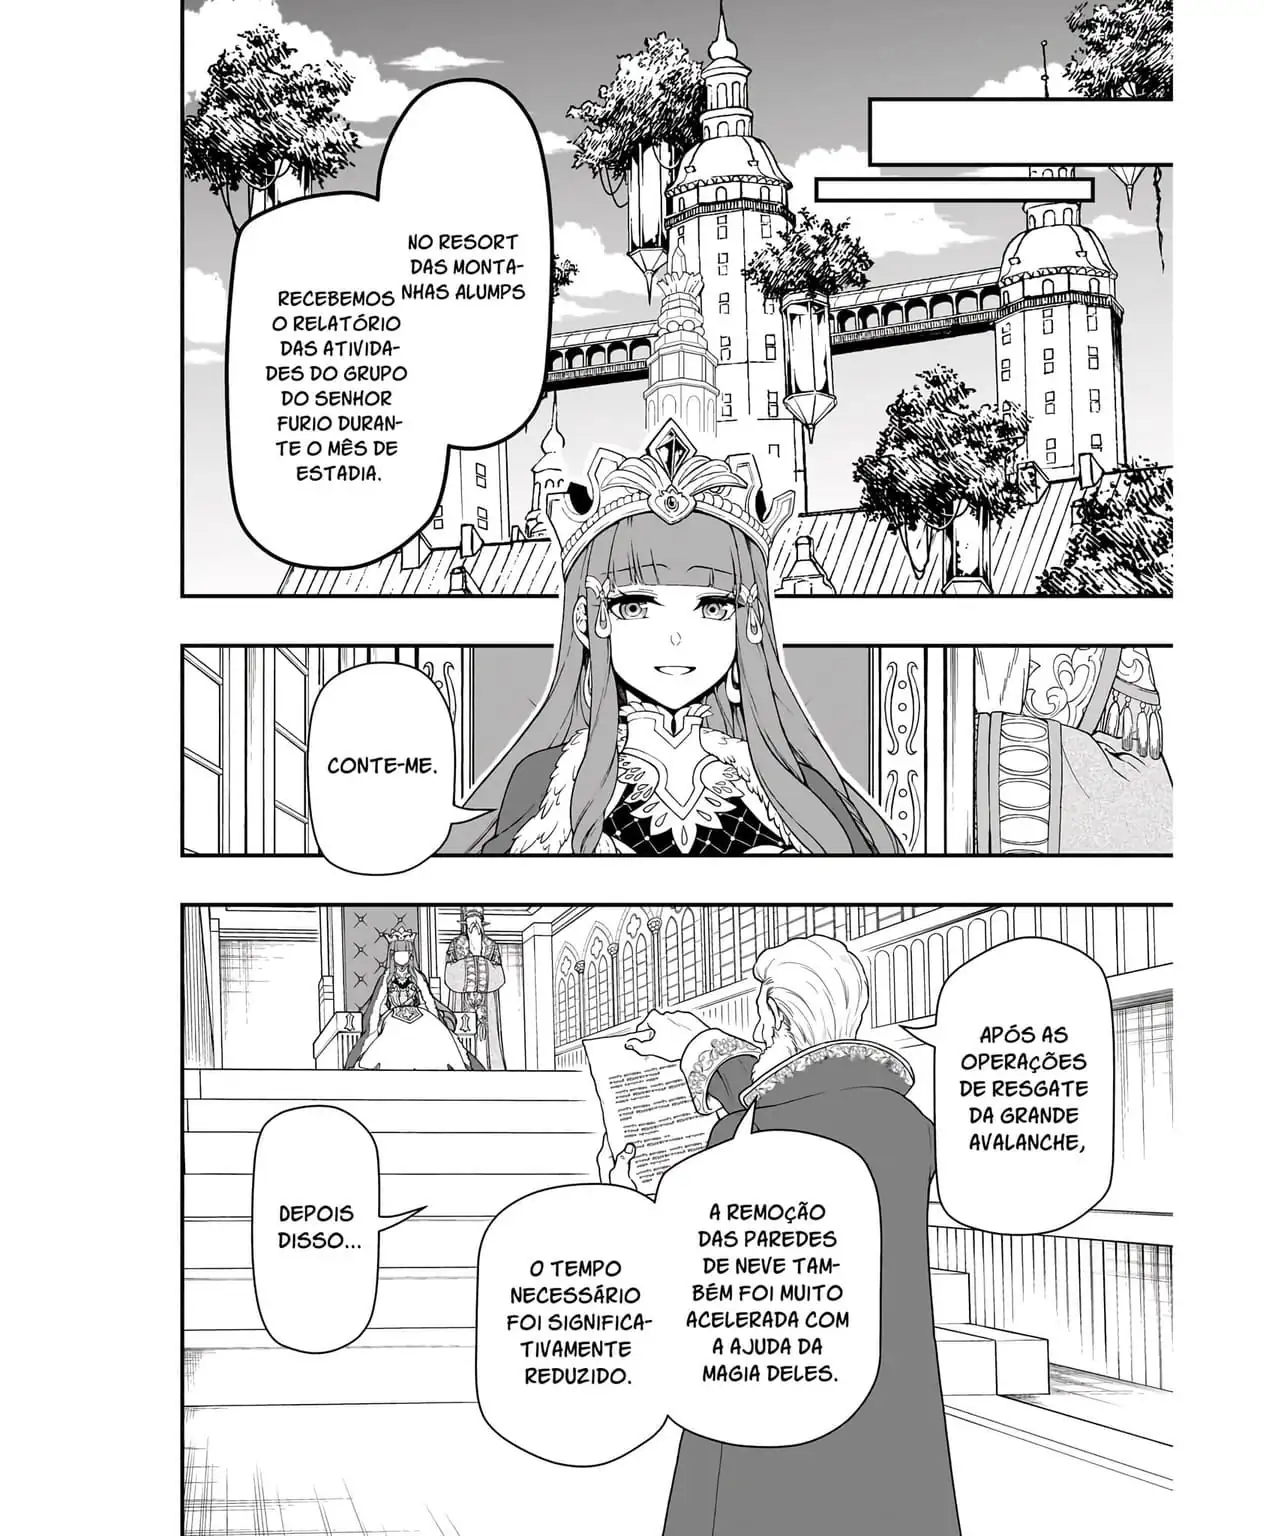 NO RESORT
DAS MONTA-
NHAS ALUMPS
RECEBEMOS
O RELATÓRIO
DAS ATIVIDA-
DES DO GRUPO
DO SENHOR
FURIO DURAN-
TE O MÊS DE
ESTADIA.
CONTE-ME.
APÓS AS
OPERAÇÕES
DE RESGATE
DA GRANDE
AVALANCHE,
A REMOÇÃO
DAS PAREDES
DE NEVE TAM-
BÉM FOI MUITO
ACELERADA COM
A AJUDA DA
MAGIA DELES.
O TEMPO
NECESSÁRIO
FOI SIGNIFICA-
TIVAMENTE
REDUZIDO.
DEPOIS
DISSO...